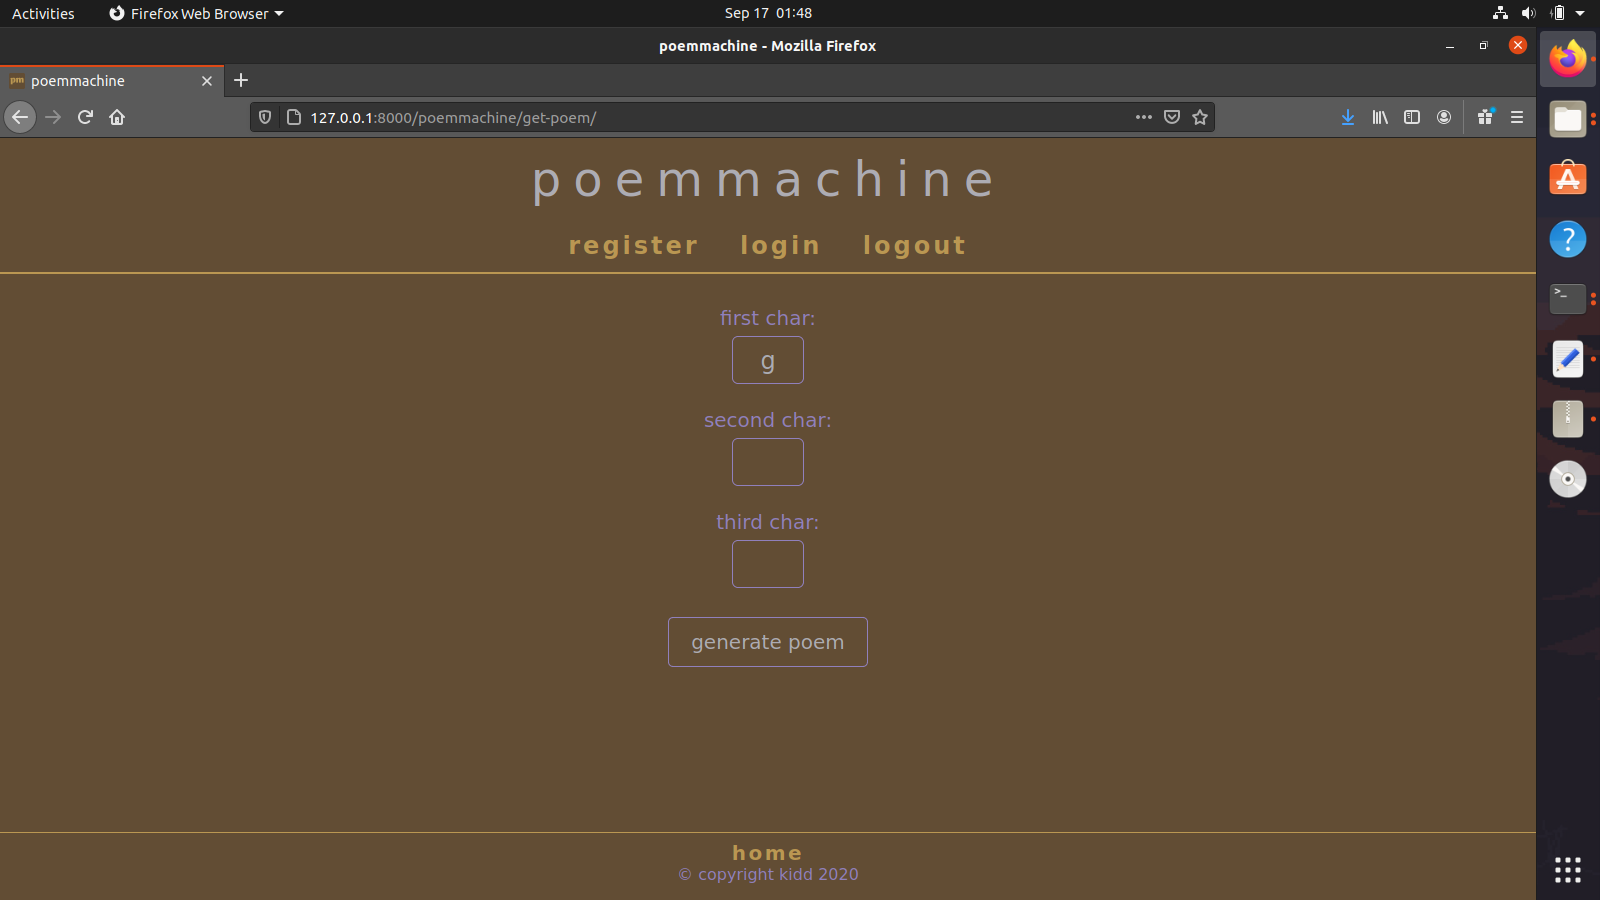 Activities
Firefox Web Browser
Sep 17 01:48
poemmachine - Mozilla Firefox
pm poemmachine
127.0.0.1:8000/poemmachine/get-poem/
poemmachine
register login logout
first char:
g
second char:
third char:
generate poem
home
© copyright kidd 2020